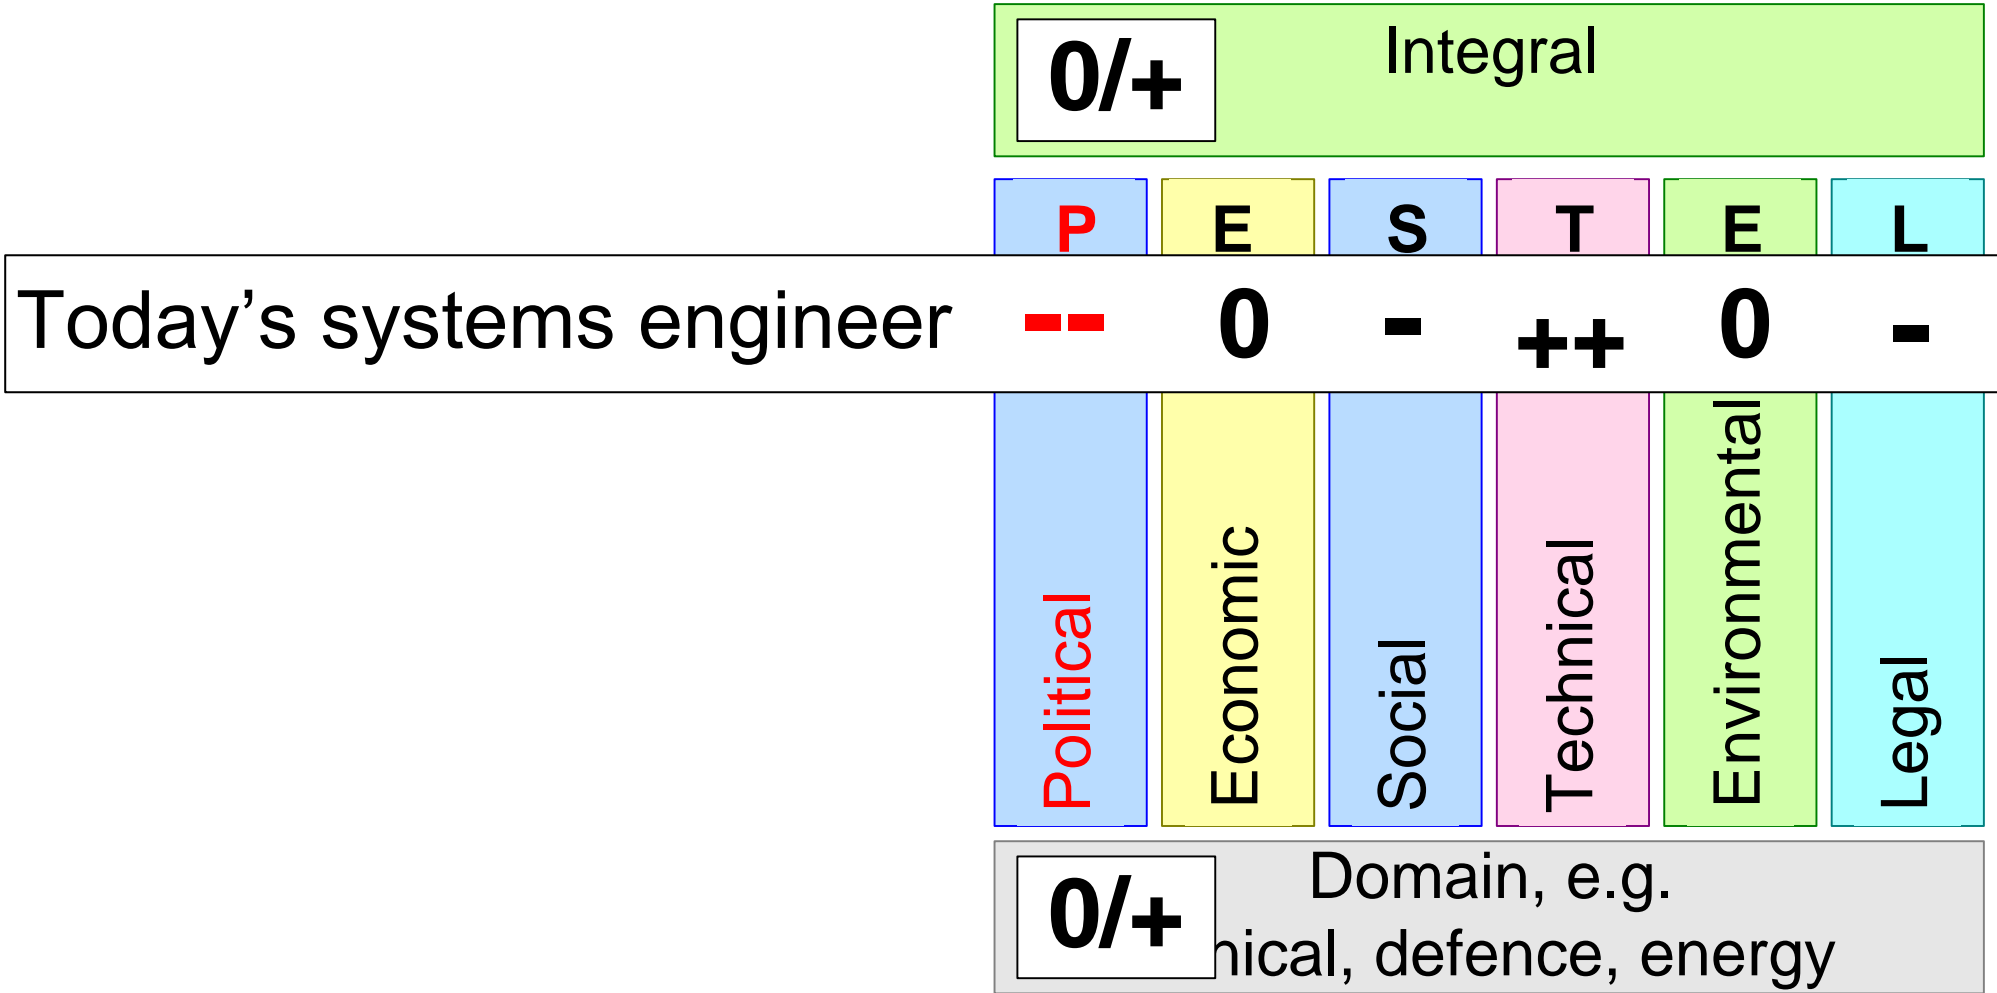 0/+ Integral
P E S T E L
Today’s systems engineer -- 0 - ++ 0 -
Political Economic Social Technical Environmental Legal
0/+ Domain, e.g.
nical, defence, energy